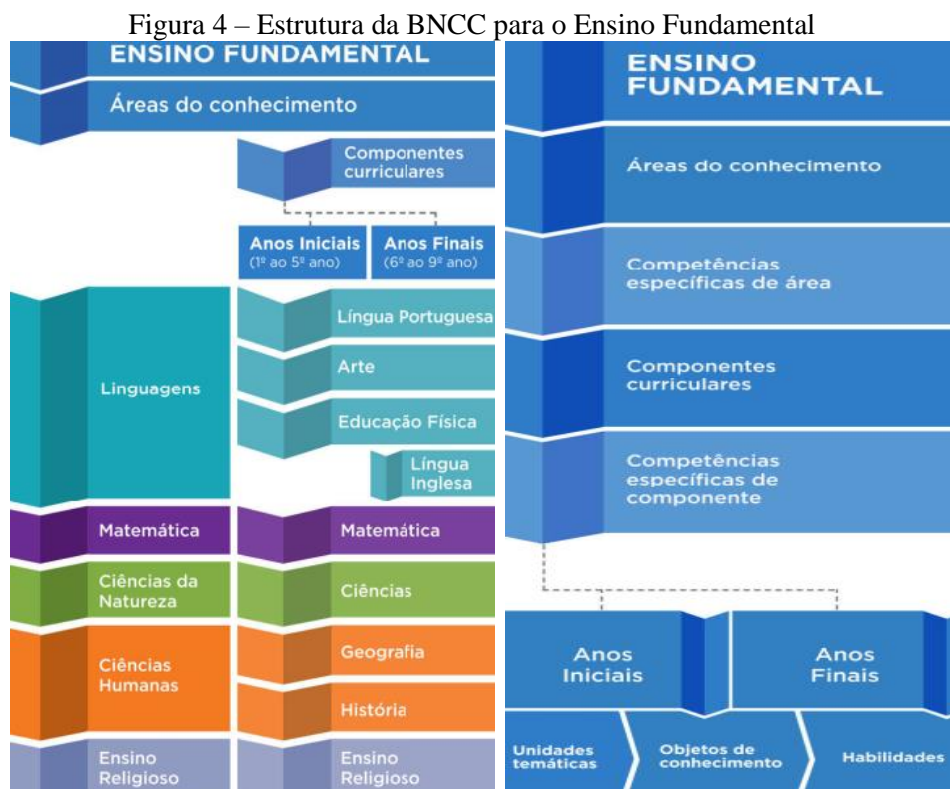 Figura 4 – Estrutura da BNCC para o Ensino Fundamental
ENSINO FUNDAMENTAL
Áreas do conhecimento
Componentes
curriculares
Anos Iniciais
(1º ao 5º ano)
Anos Finais
(6º ao 9º ano)
Linguagens
Língua Portuguesa
Arte
Educação Física
Língua
Inglesa
Matemática
Matemática
Ciências da
Natureza
Ciências
Ciências
Humanas
Geografia
História
Ensino
Religioso
Ensino
Religioso
ENSINO
FUNDAMENTAL
Áreas do conhecimento
Competências
específicas de área
Componentes
curriculares
Competências
específicas de
componente
Anos
Iniciais
Anos
Finais
Unidades
temáticas
Objetos de
conhecimento
Habilidades